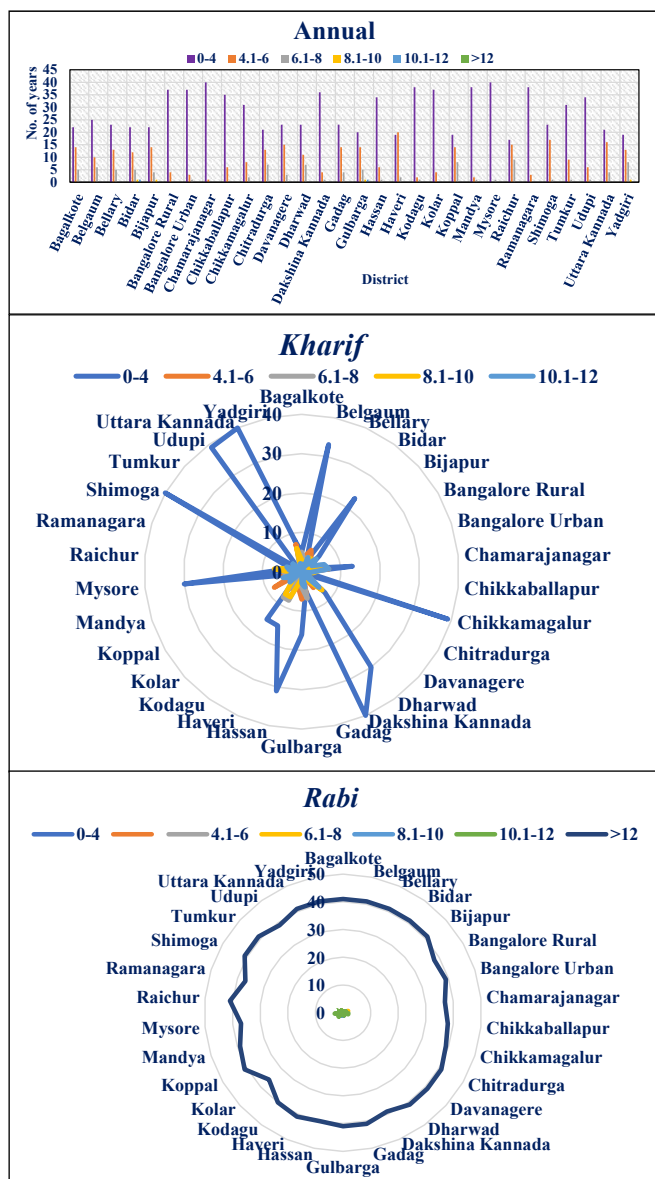 Annual
0-4 4.1-6 6.1-8 8.1-10 10.1-12 >12
No. of years
45
40
35
30
25
20
15
10
5
0
Bagalkote
Belgaum
Bellary
Bidar
Bijapur
Bangalore Rural
Bangalore Urban
Chamarajanagar
Chikkaballapur
Chikkamagalur
Chitradurga
Davanagere
Dharwad
Dakshina Kannada
Gadag
Gulbarga
Hassan
Haveri
Kodagu
Kolar
Koppal
Mandya
Mysore
Raichur
Ramanagara
Shimoga
Tumkur
Udupi
Uttara Kannada
Yadgiri
District
Kharif
0-4 4.1-6 6.1-8 8.1-10 10.1-12
40
30
20
10
0
Bagalkote
Belgaum
Bellary
Bidar
Bijapur
Bangalore Rural
Bangalore Urban
Chamarajanagar
Chikkaballapur
Chikkamagalur
Chitradurga
Davanagere
Dharwad
Dakshina Kannada
Gadag
Gulbarga
Hassan
Haveri
Kodagu
Kolar
Koppal
Mandya
Mysore
Raichur
Ramanagara
Shimoga
Tumkur
Udupi
Uttara Kannada
Yadgiri
Rabi
0-4 4.1-6 6.1-8 8.1-10 10.1-12 >12
50
40
30
20
10
0
Bagalkote
Belgaum
Bellary
Bidar
Bijapur
Bangalore Rural
Bangalore Urban
Chamarajanagar
Chikkaballapur
Chikkamagalur
Chitradurga
Davanagere
Dharwad
Dakshina Kannada
Gadag
Gulbarga
Hassan
Haveri
Kodagu
Kolar
Koppal
Mandya
Mysore
Raichur
Ramanagara
Shimoga
Tumkur
Udupi
Uttara Kannada
Yadgiri